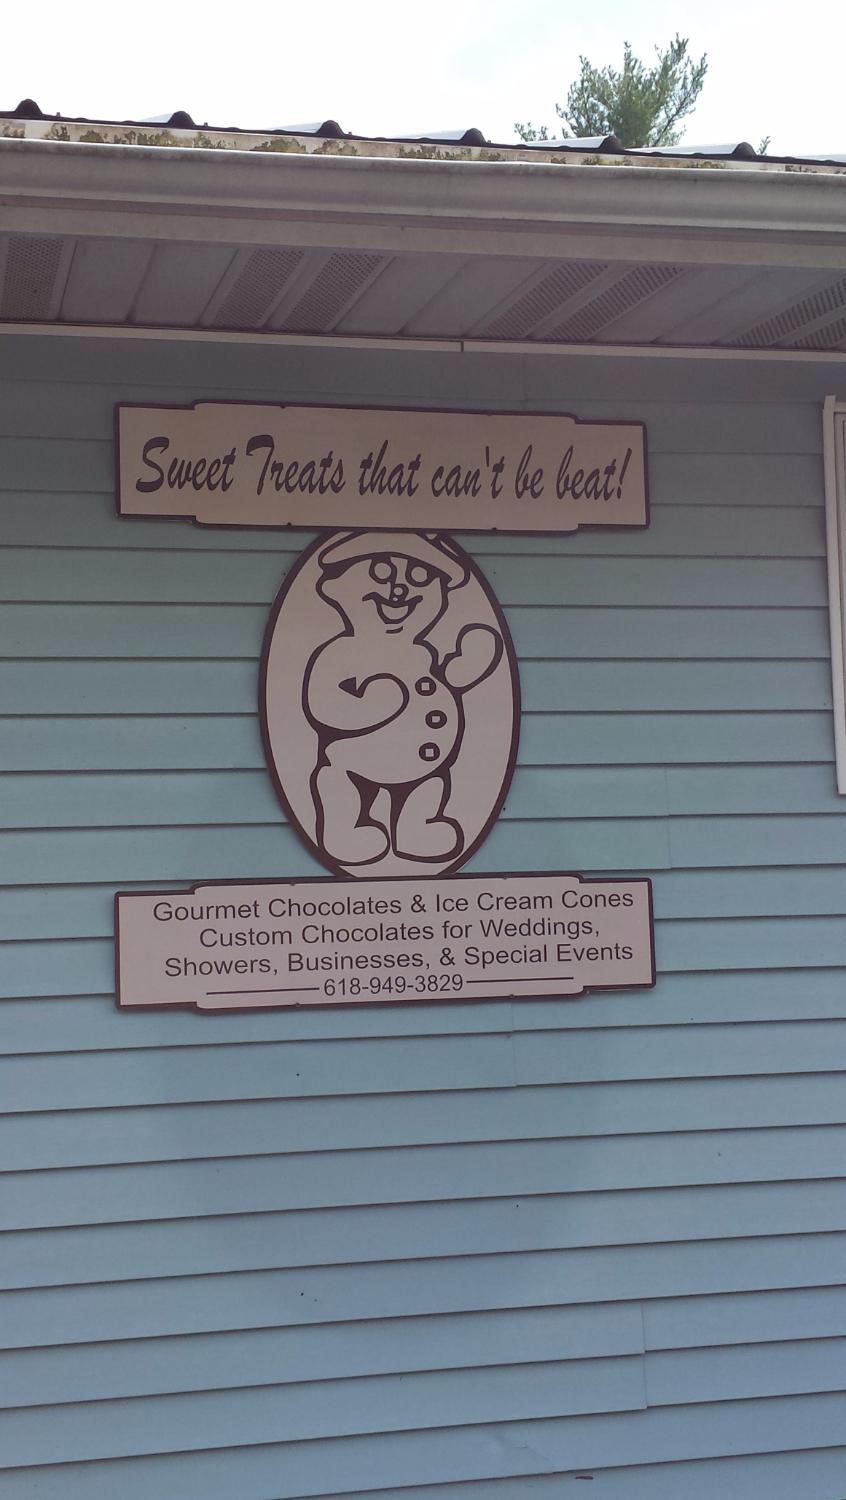 Sweet Treats that can't be beat!
Gourmet Chocolates & Ice Cream Cones
Custom Chocolates for Weddings,
Showers, Businesses, & Special Events
618-949-3829